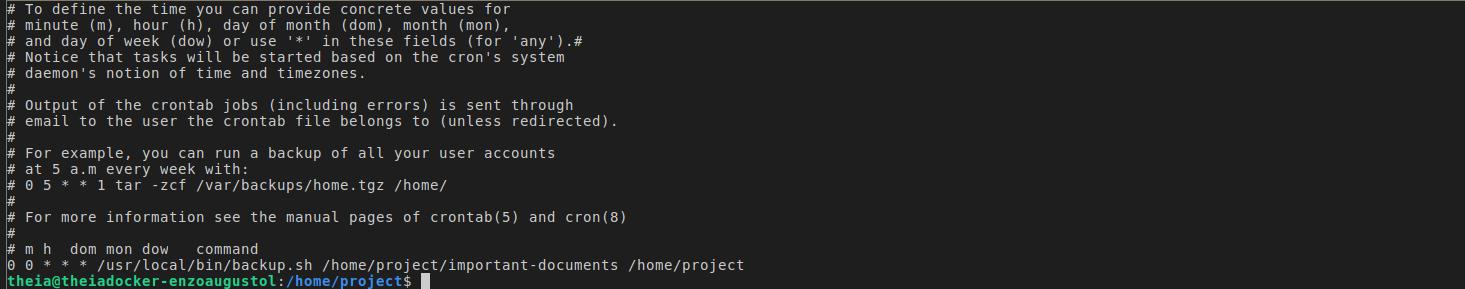 # To define the time you can provide concrete values for
# minute (m), hour (h), day of month (dom), month (mon),
# and day of week (dow) or use '*' in these fields (for 'any').#
# Notice that tasks will be started based on the cron's system
# daemon's notion of time and timezones.
#
# Output of the crontab jobs (including errors) is sent through
# email to the user the crontab file belongs to (unless redirected).
#
# For example, you can run a backup of all your user accounts
# at 5 a.m every week with:
# 0 5 * * 1 tar -zcf /var/backups/home.tgz /home/
#
# For more information see the manual pages of crontab(5) and cron(8)
#
# m h  dom mon dow   command
0 0 * * * /usr/local/bin/backup.sh /home/project/important-documents /home/project
theia@theiadocker-enzoaugustol:/home/project$